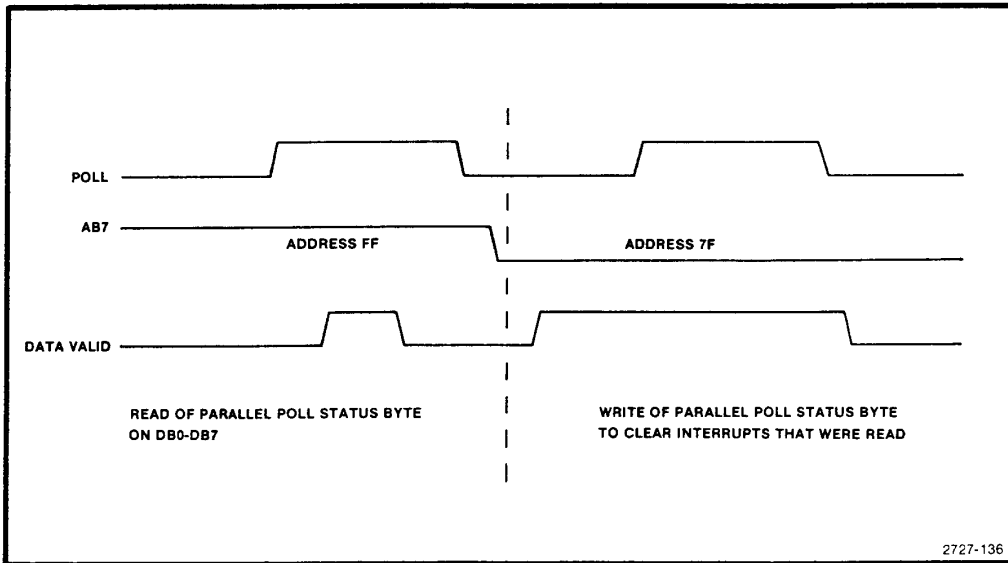 POLL
AB7
ADDRESS FF
ADDRESS 7F
DATA VALID
READ OF PARALLEL POLL STATUS BYTE
ON DB0-DB7
WRITE OF PARALLEL POLL STATUS BYTE
TO CLEAR INTERRUPTS THAT WERE READ
2727-136